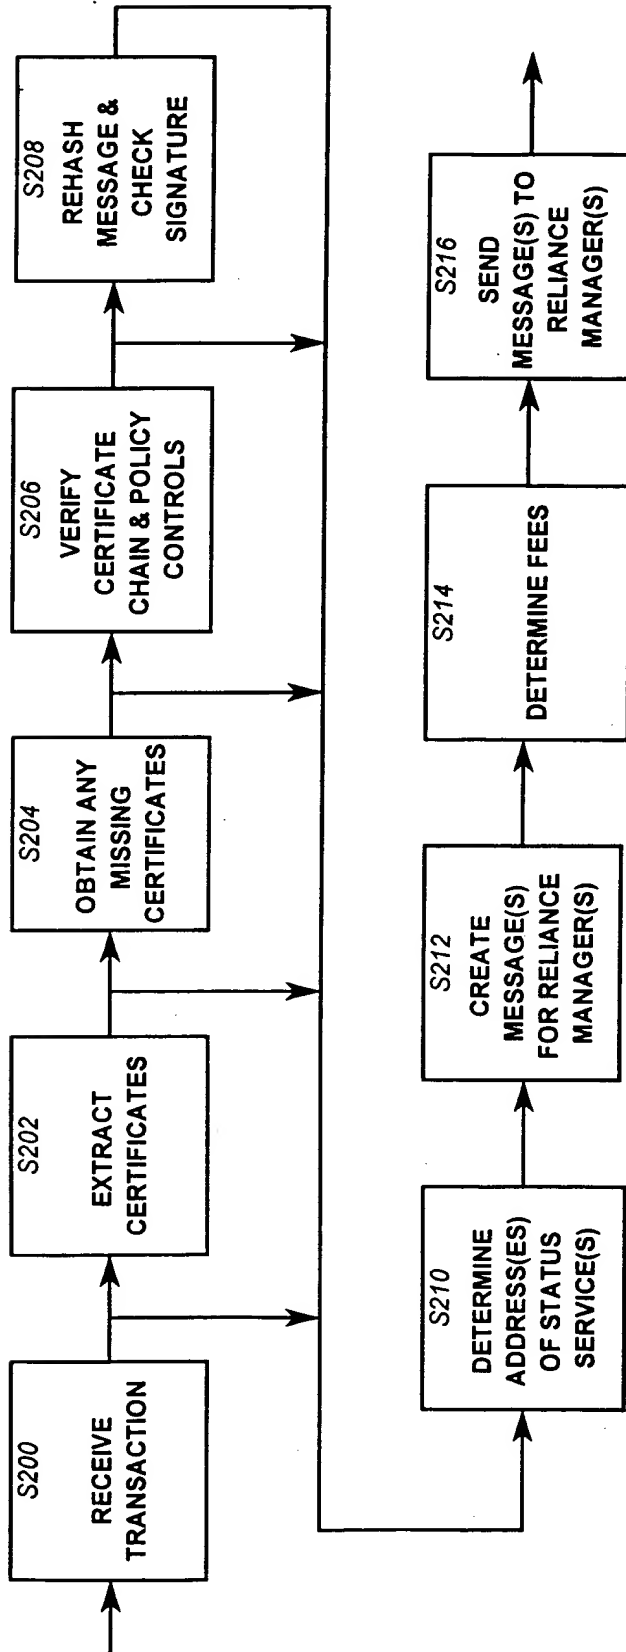 S200
RECEIVE
TRANSACTION
S202
EXTRACT
CERTIFICATES
S204
OBTAIN ANY
MISSING
CERTIFICATES
S206
VERIFY
CERTIFICATE
CHAIN & POLICY
CONTROLS
S208
REHASH
MESSAGE &
CHECK
SIGNATURE
S210
DETERMINE
ADDRESS(ES)
OF STATUS
SERVICE(S)
S212
CREATE
MESSAGE(S)
FOR RELIANCE
MANAGER(S)
S214
DETERMINE FEES
S216
SEND
MESSAGE(S) TO
RELIANCE
MANAGER(S)